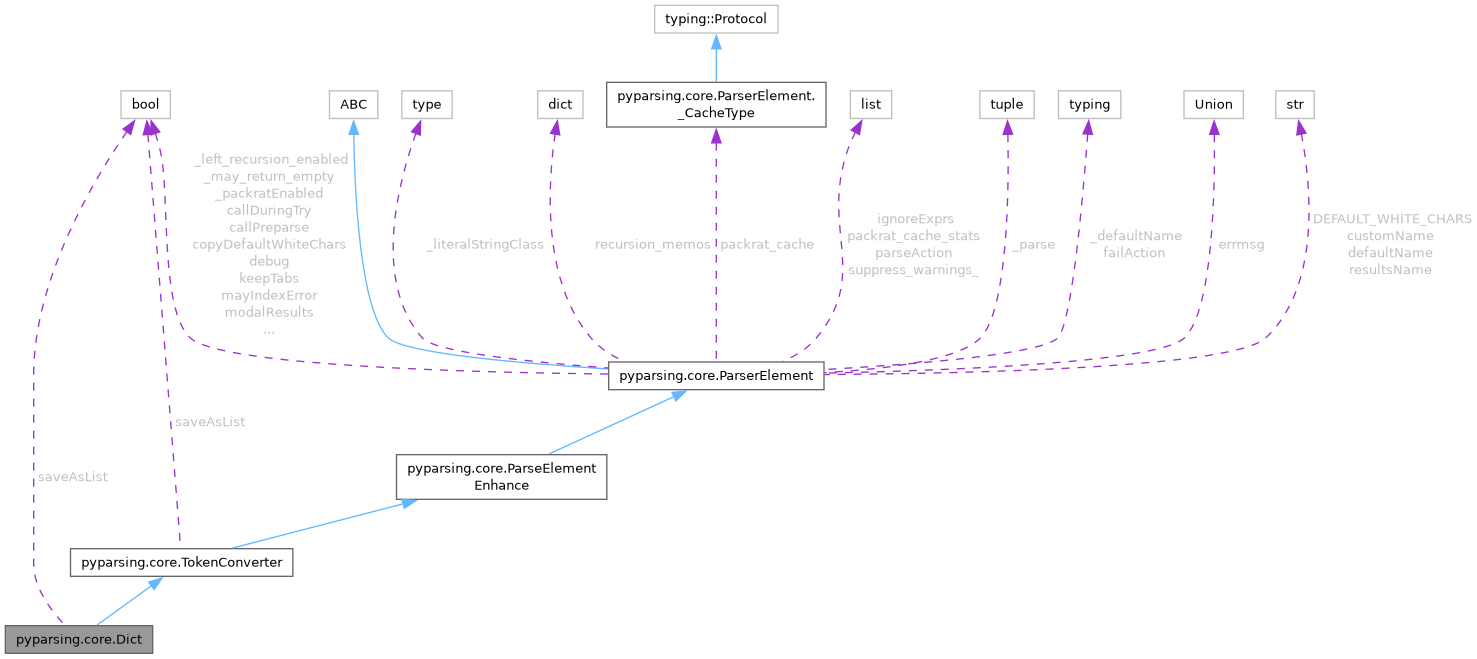 typing::Protocol
bool
ABC
type
dict
pyparsing.core.ParserElement.
_CacheType
list
tuple
typing
Union
str
_left_recursion_enabled
_may_return_empty
_packratEnabled
callDuringTry
callPreparse
copyDefaultWhiteChars
debug
keepTabs
mayIndexError
modalResults
...
_literalStringClass
recursion_memos
packrat_cache
ignoreExprs
packrat_cache_stats
parseAction
suppress_warnings_
_parse
_defaultName
failAction
errmsg
DEFAULT_WHITE_CHARS
customName
defaultName
resultsName
pyparsing.core.ParserElement
saveAsList
pyparsing.core.ParseElement
Enhance
saveAsList
pyparsing.core.TokenConverter
pyparsing.core.Dict